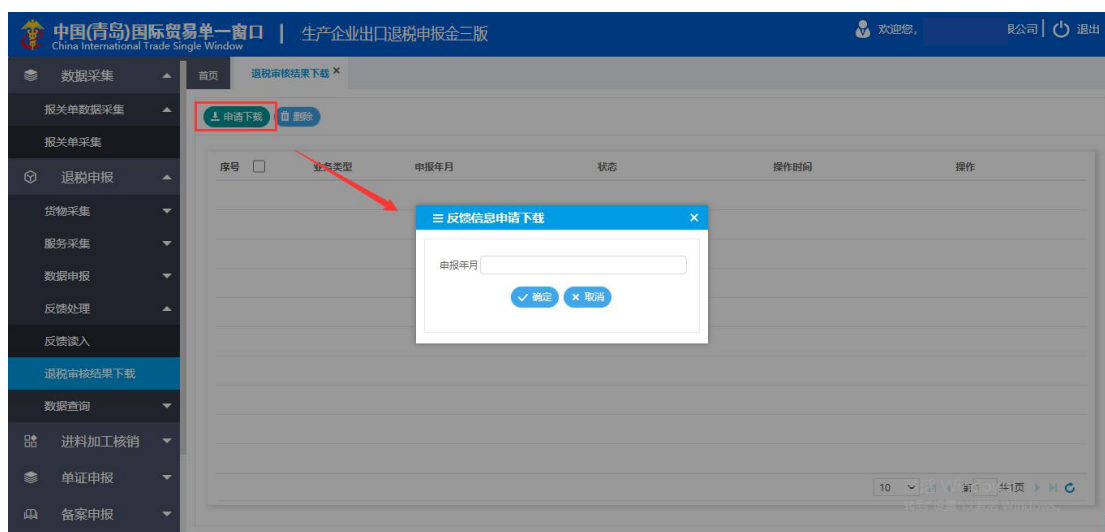 中国(青岛)国际贸易单一窗口 | 生产企业出口退税申报金三版
China International Trade Single Window
欢迎您,
公司 | 退出
数据采集
报关单数据采集
报关单采集
退税申报
货物采集
服务采集
数据申报
反馈处理
反馈读入
退税审核结果下载
数据查询
进料加工核销
单证申报
备案申报
首页 退税审核结果下载 ×
申请下载 删除
序号 业务类型 申报年月 状态 操作时间 操作
反馈信息申请下载 ×
申报年月
确定 取消
10 共1页